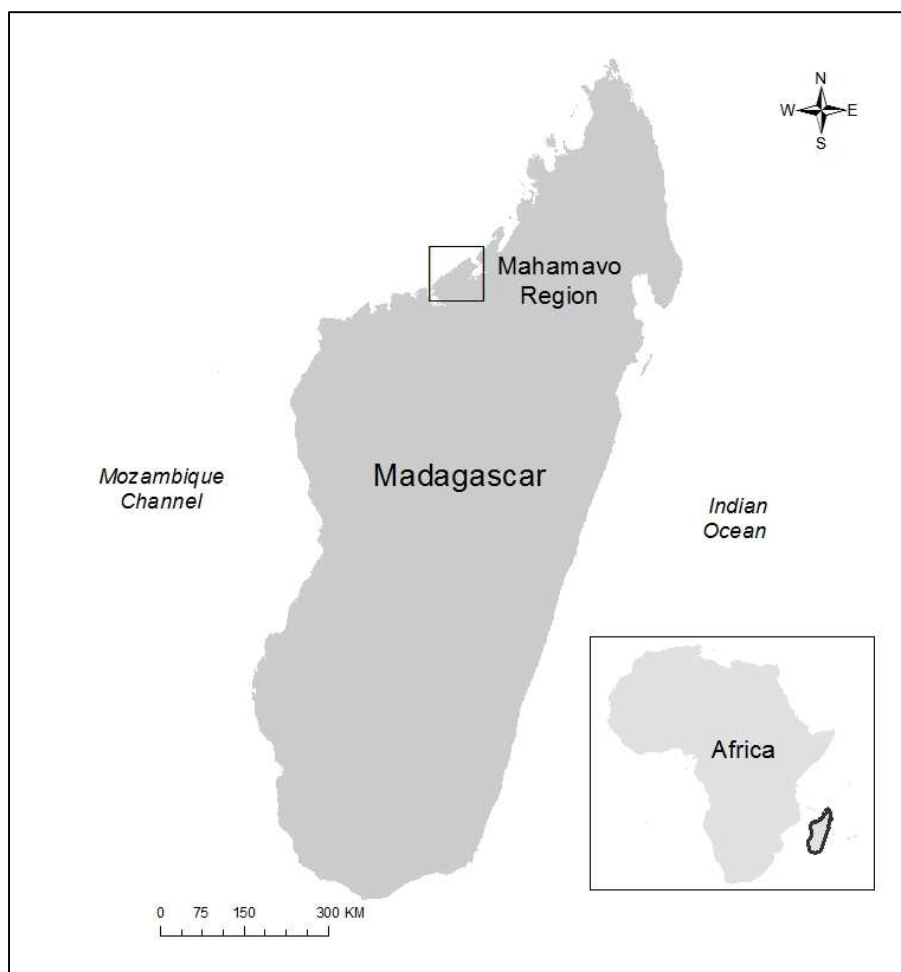 N
W E
S
Mahamavo
Region
Mozambique
Channel
Madagascar
Indian
Ocean
Africa
0 75 150 300 KM